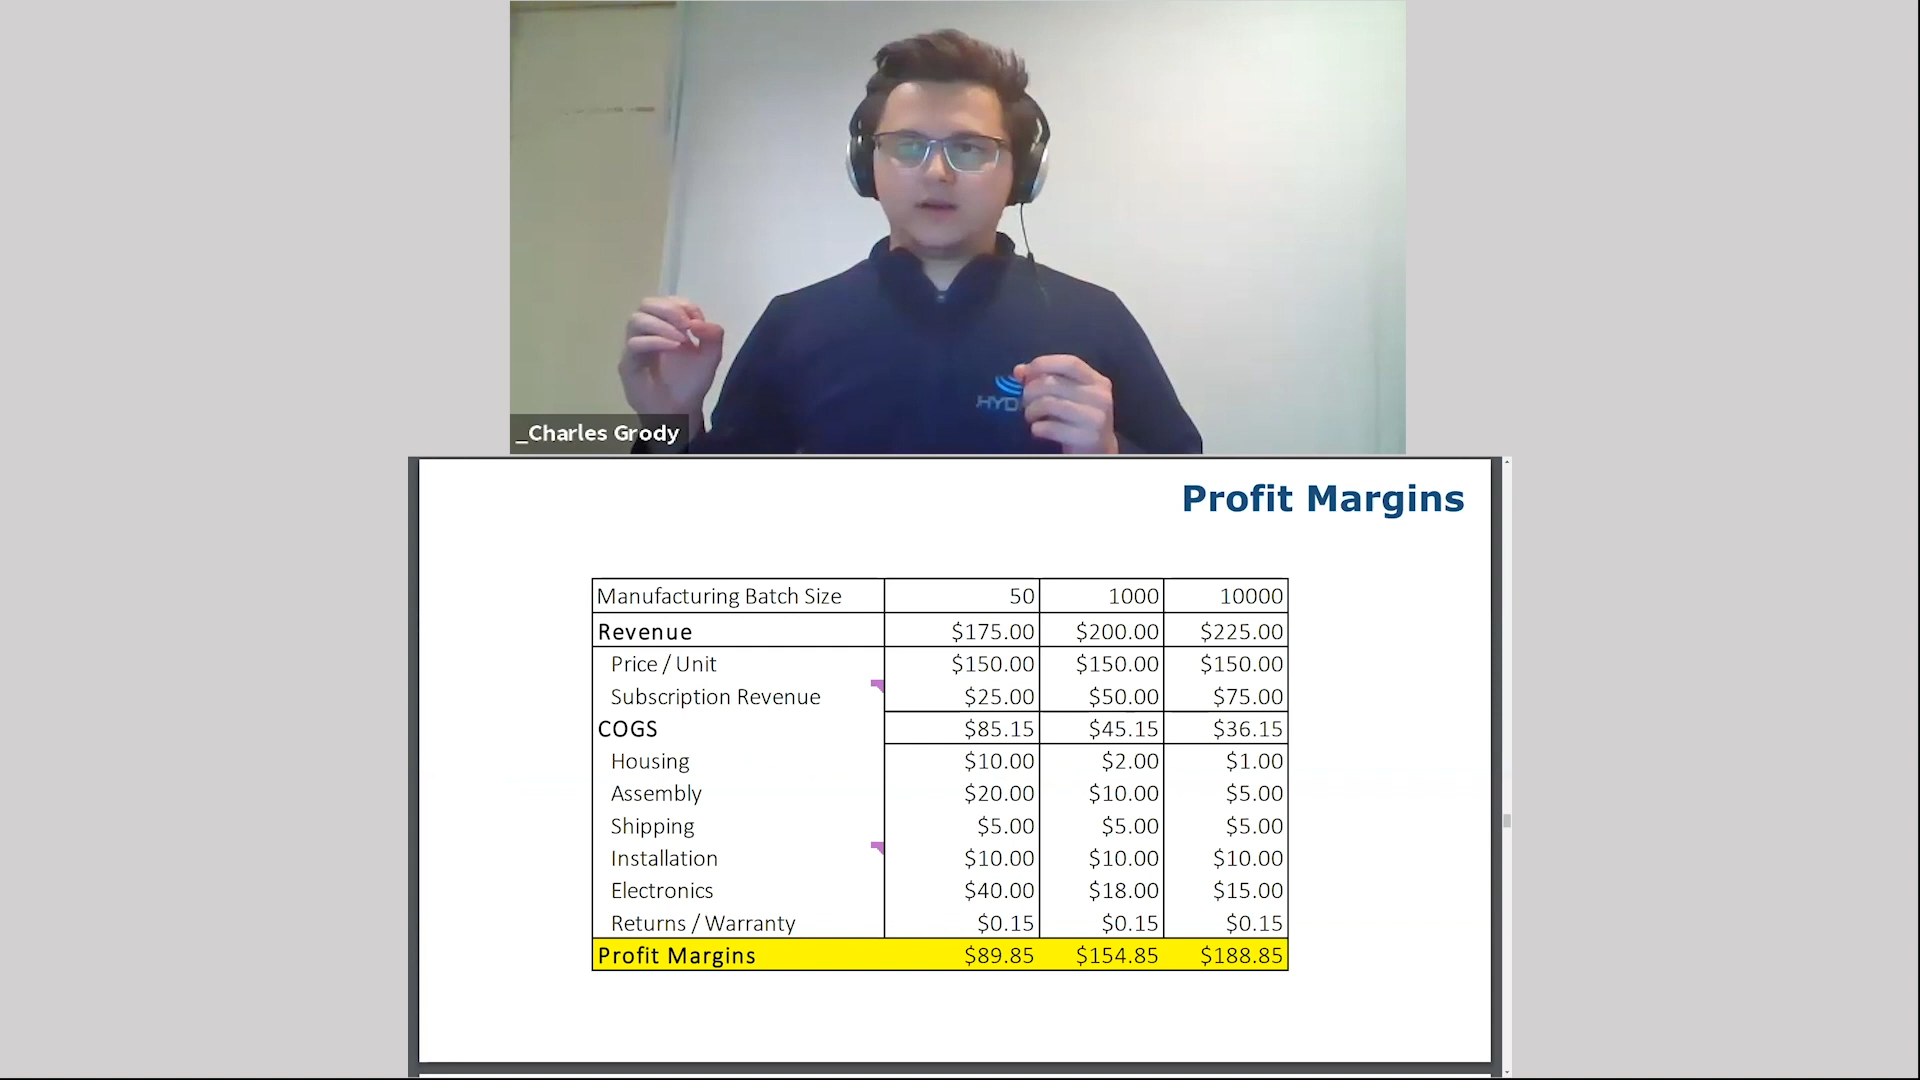 HYD
_Charles Grody
Profit Margins
Manufacturing Batch Size 50 1000 10000
Revenue $175.00 $200.00 $225.00
Price / Unit $150.00 $150.00 $150.00
Subscription Revenue $25.00 $50.00 $75.00
COGS $85.15 $45.15 $36.15
Housing $10.00 $2.00 $1.00
Assembly $20.00 $10.00 $5.00
Shipping $5.00 $5.00 $5.00
Installation $10.00 $10.00 $10.00
Electronics $40.00 $18.00 $15.00
Returns / Warranty $0.15 $0.15 $0.15
Profit Margins $89.85 $154.85 $188.85